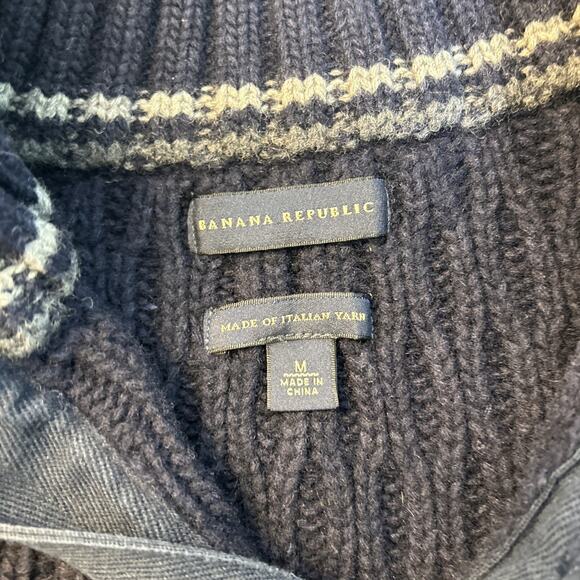 BANANA REPUBLIC
MADE OF ITALIAN YARN
M
MADE IN
CHINA